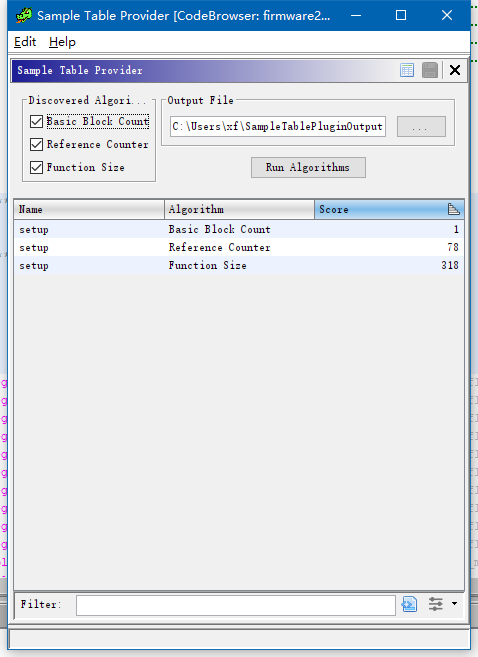 Sample Table Provider [CodeBrowser: firmware2...
Edit Help
Sample Table Provider
Discovered Algori...
Output File
Basic Block Count
C:\Users\xf\SampleTablePluginOutput
...
Reference Counter
Function Size
Run Algorithms
Name Algorithm Score
setup Basic Block Count 1
setup Reference Counter 78
setup Function Size 318
Filter: